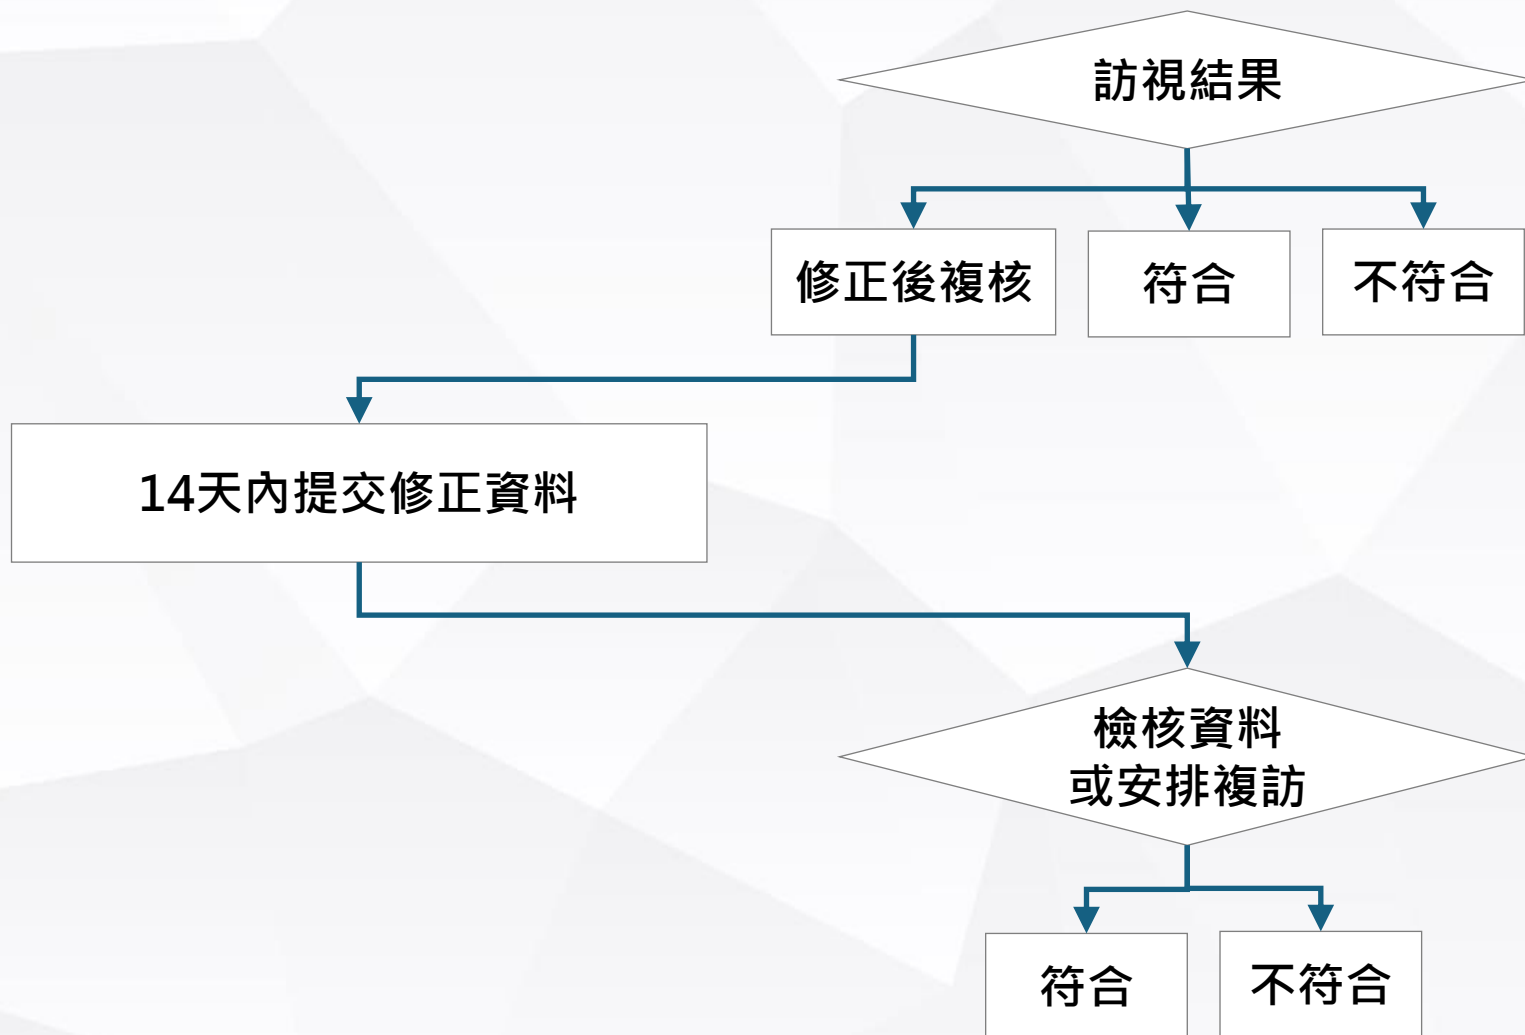 訪視結果
修正後複核
符合
不符合
14天內提交修正資料
檢核資料
或安排複訪
符合
不符合